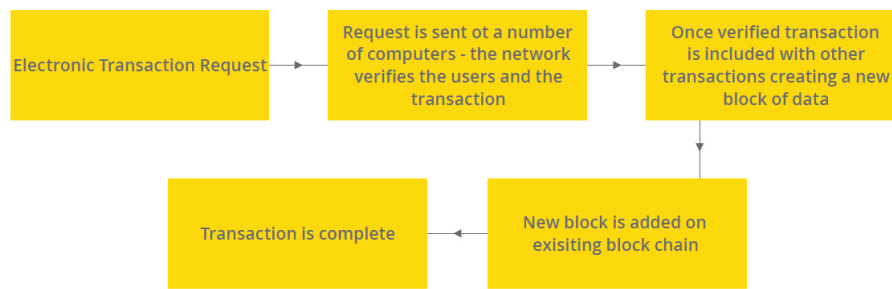 Electronic Transaction Request
Request is sent ot a number
of computers - the network
verifies the users and the
transaction
Once verified transaction
is included with other
transactions creating a new
block of data
Transaction is complete
New block is added on
exisiting block chain